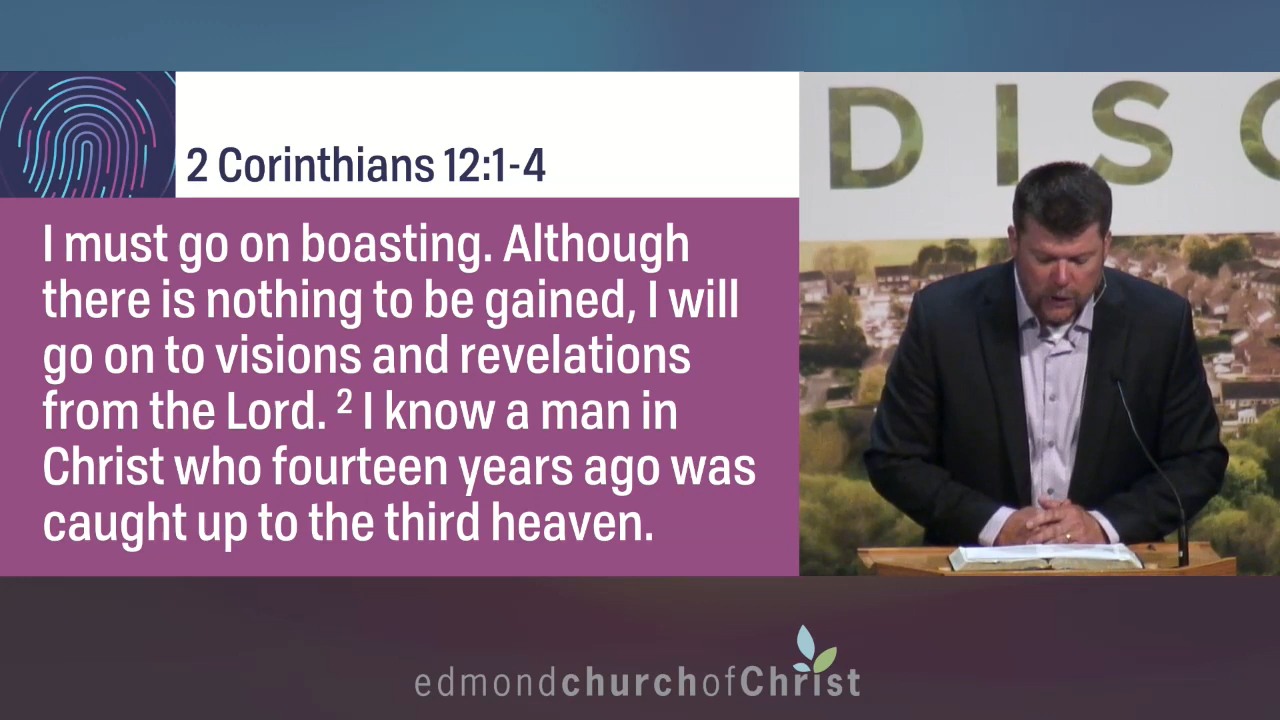 2 Corinthians 12:1-4
I must go on boasting. Although
there is nothing to be gained, I will
go on to visions and revelations
from the Lord. ² I know a man in
Christ who fourteen years ago was
caught up to the third heaven.
DISC
edmondchurchofChrist